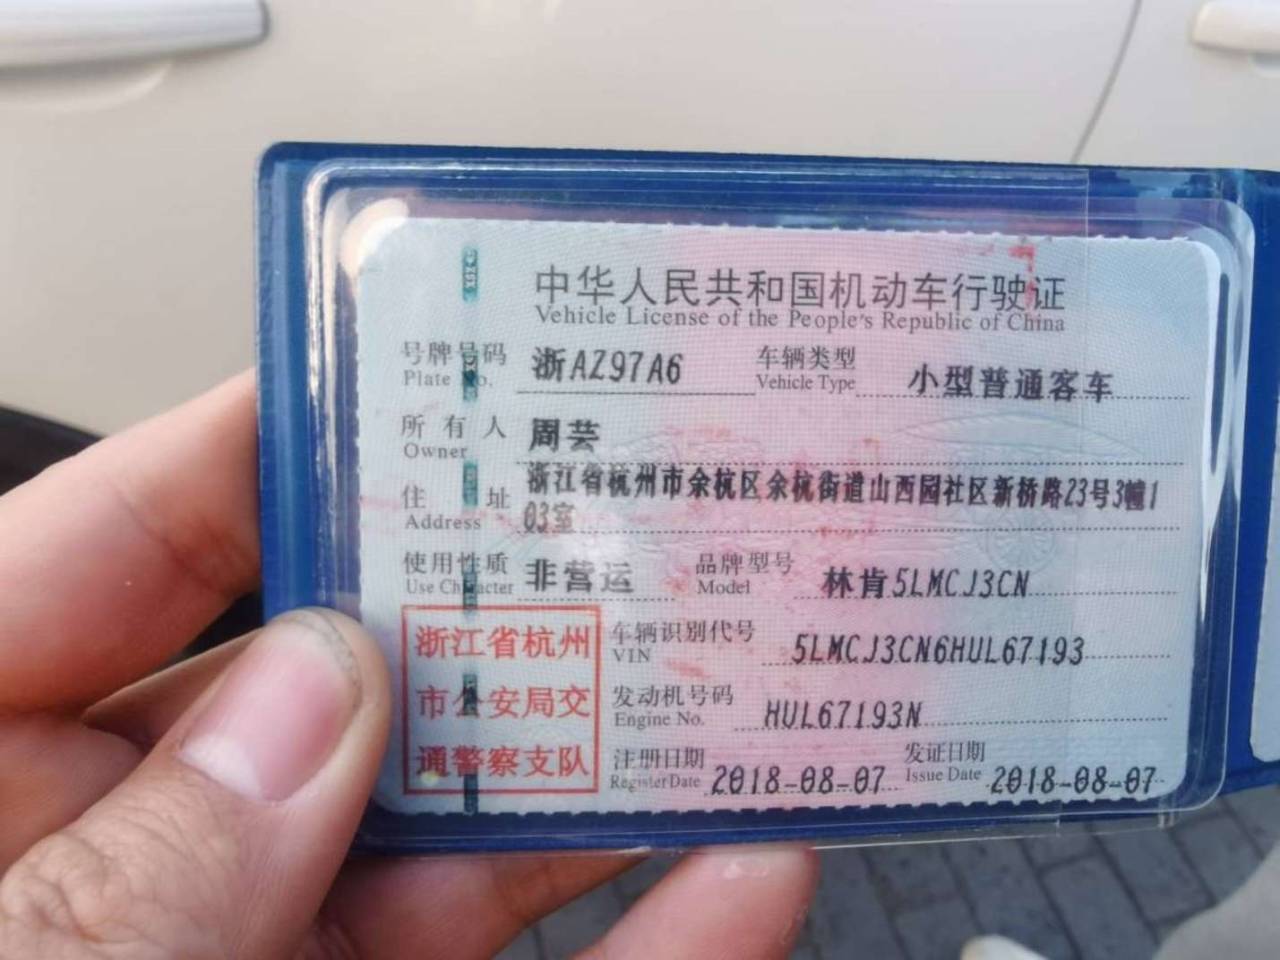 中华人民共和国机动车行驶证
Vehicle License of the People's Republic of China
号牌号码 浙AZ97A6 车辆类型 小型普通客车
Plate No. Vehicle Type
所有人 周芸
Owner
住址 浙江省杭州市余杭区余杭街道山西园社区新桥路23号3幢1
Address 03室
使用性质 非营运 品牌型号 林肯5LMCJ3CN
Use Character Model
浙江省杭州 车辆识别代号 5LMCJ3CN6HUL67193
VIN
市公安局交 发动机号码 HUL67193N
Engine No.
通警察支队 注册日期 2018-08-07 发证日期 2018-08-07
Register Date Issue Date